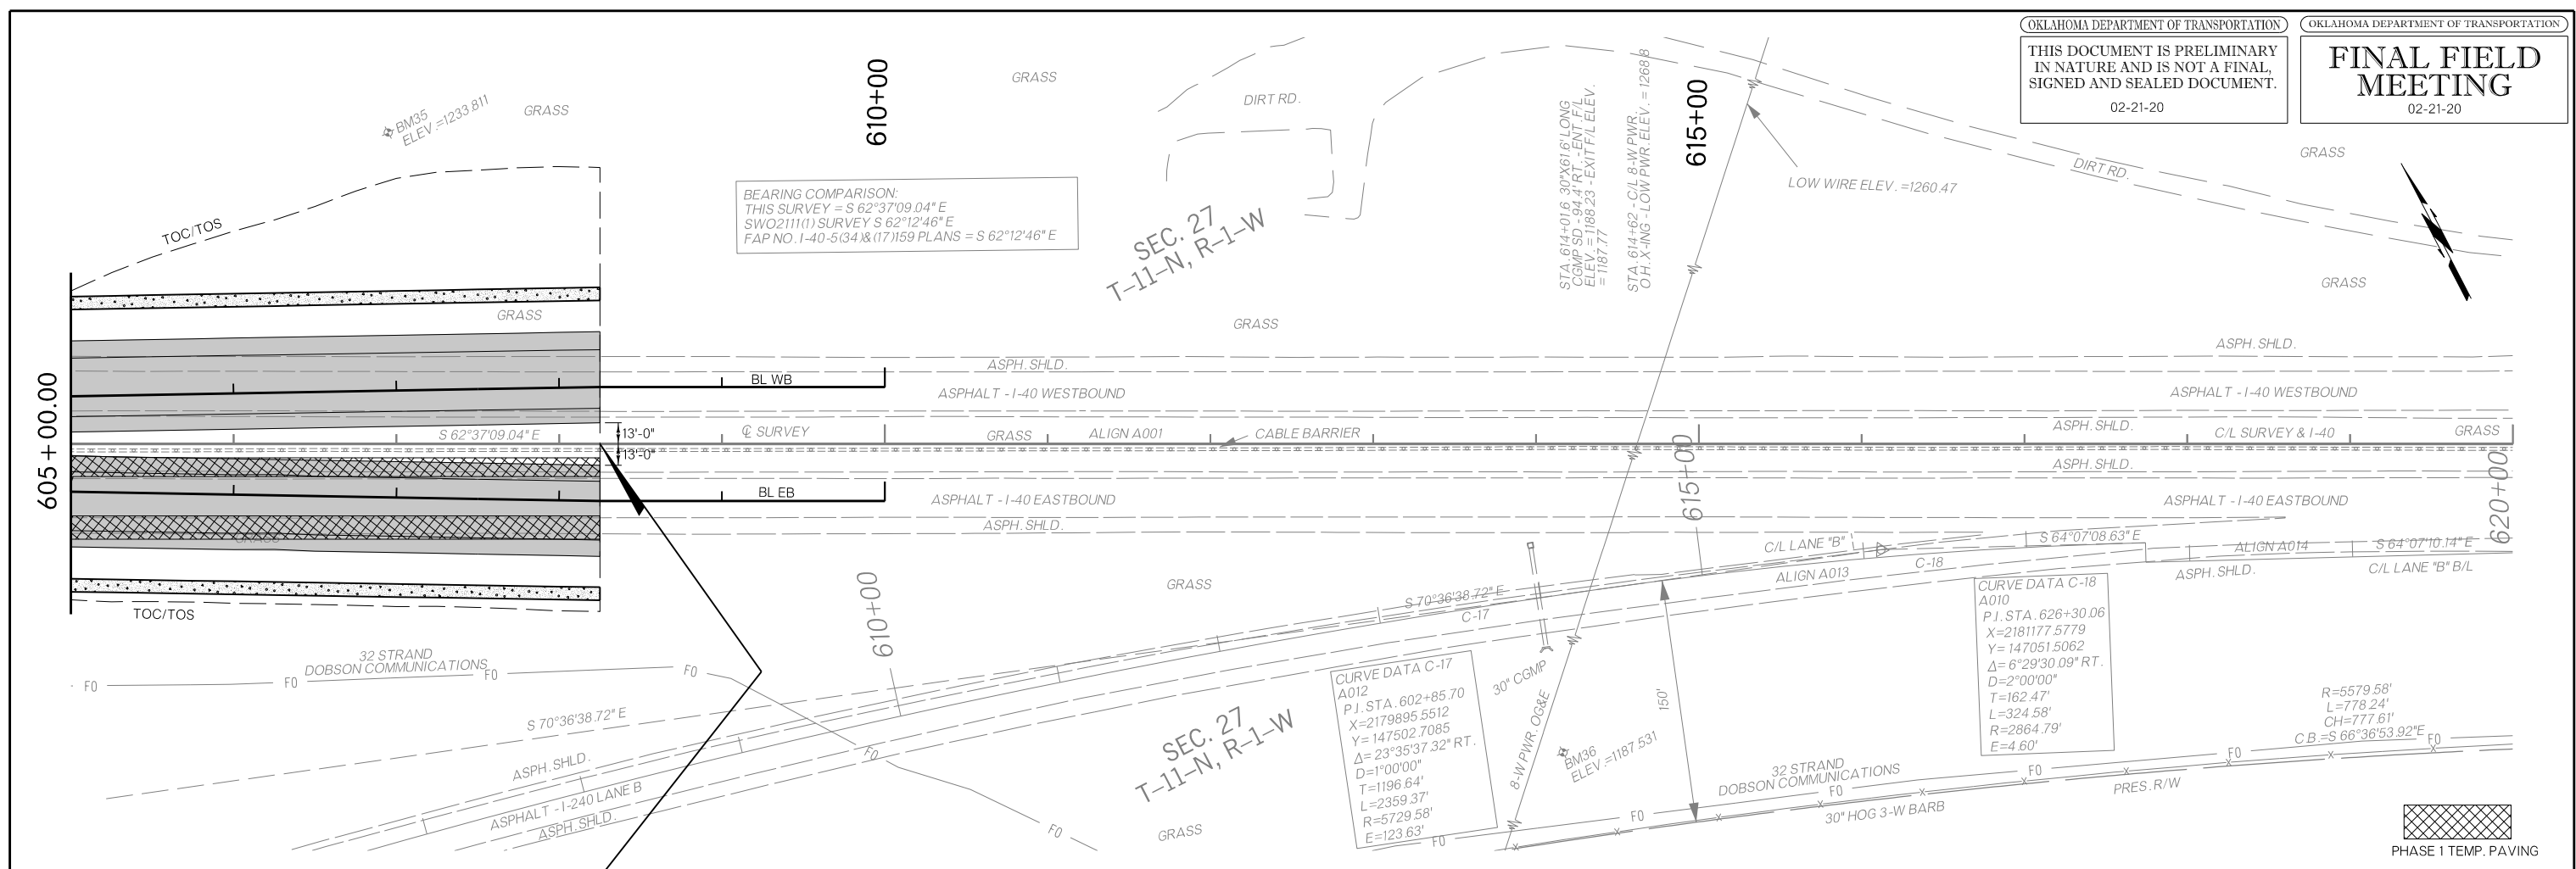 OKLAHOMA DEPARTMENT OF TRANSPORTATION
THIS DOCUMENT IS PRELIMINARY
IN NATURE AND IS NOT A FINAL,
SIGNED AND SEALED DOCUMENT.
02-21-20
OKLAHOMA DEPARTMENT OF TRANSPORTATION
FINAL FIELD
MEETING
02-21-20
GRASS
BM35
ELEV.=1233.811
GRASS
610+00
DIRT RD.
STA. 614+01.6 30"X61.6' LONG
CGMP SD - 94.4' RT. - ENT. F/L
ELEV. = 1188.23 - EXIT F/L ELEV.
= 1187.77
STA. 614+62 - C/L 8-W PWR.
O.H. X-ING - LOW PWR. ELEV. = 1268.8
615+00
LOW WIRE ELEV. =1260.47
DIRT RD.
GRASS
GRASS
BEARING COMPARISON:
THIS SURVEY = S 62°37'09.04" E
SWO2111(1) SURVEY S 62°12'46" E
FAP NO. I-40-5(34)&(17)159 PLANS = S 62°12'46" E
SEC. 27
T-11-N, R-1-W
TOC/TOS
GRASS
GRASS
ASPH. SHLD.
ASPH. SHLD.
605+00.00
BL WB
ASPHALT - I-40 WESTBOUND
ASPHALT - I-40 WESTBOUND
S 62°37'09.04" E
13'-0"
13'-0"
℄ SURVEY
GRASS
ALIGN A001
CABLE BARRIER
ASPH. SHLD.
C/L SURVEY & I-40
GRASS
615+00
ASPH. SHLD.
BL EB
ASPHALT - I-40 EASTBOUND
ASPHALT - I-40 EASTBOUND
620+00
ASPH. SHLD.
GRASS
C/L LANE "B"
S 64°07'08.63" E
ALIGN A014
S 64°07'10.14" E
C-18
ALIGN A013
ASPH. SHLD.
C/L LANE "B" B/L
GRASS
S 70°36'38.72" E
C-17
610+00
TOC/TOS
32 STRAND
DOBSON COMMUNICATIONS
FO
FO
FO
FO
FO
FO
S 70°36'38.72" E
ASPH. SHLD.
ASPHALT - I-240 LANE B
ASPH. SHLD.
SEC. 27
T-11-N, R-1-W
GRASS
CURVE DATA C-17
A012
P.I. STA. 602+85.70
X=2179895.5512
Y=147502.7085
Δ= 23°35'37.32" RT.
D=1°00'00"
T=1196.64'
L=2359.37'
R=5729.58'
E=123.63'
30" CGMP
8-W PWR. OG&E
BM36
ELEV.=1187.531
150'
CURVE DATA C-18
A010
P.I. STA. 626+30.06
X=2181177.5779
Y=147051.5062
Δ= 6°29'30.09" RT.
D=2°00'00"
T=162.47'
L=324.58'
R=2864.79'
E=4.60'
R=5579.58'
L=778.24'
CH=777.61'
C.B.=S 66°36'53.92"E
32 STRAND
DOBSON COMMUNICATIONS
FO
FO
FO
FO
FO
FO
30" HOG 3-W BARB
PRES. R/W
PHASE 1 TEMP. PAVING